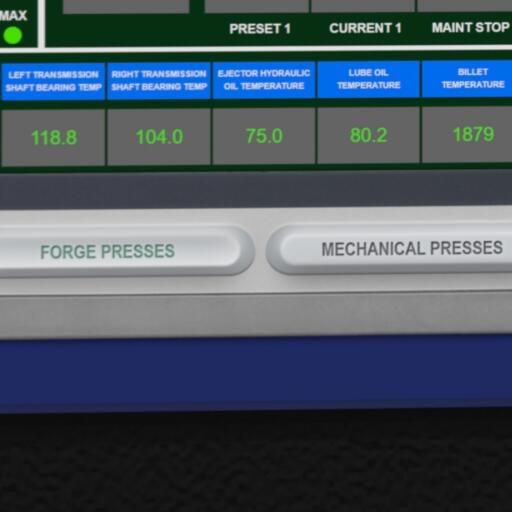 MAX
PRESET 1 CURRENT 1 MAINT STOP
LEFT TRANSMISSION RIGHT TRANSMISSION EJECTOR HYDRAULIC LUBE OIL BILLET
SHAFT BEARING TEMP SHAFT BEARING TEMP OIL TEMPERATURE TEMPERATURE TEMPERATURE
118.8 104.0 75.0 80.2 1879
FORGE PRESSES MECHANICAL PRESSES